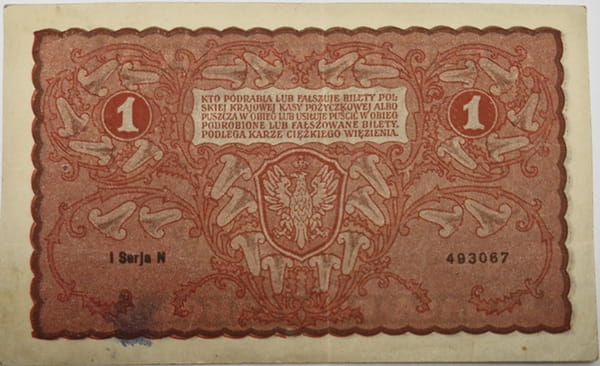 KTO PODRABIA LUB FAŁSZUJE BILETY POL
SKIEJ KRAJOWEJ KASY POŻYCZKOWEJ ALBO
PUSZCZA W OBIEG LUB USIŁUJE PUŚCIĆ W OBIEG
PODROBIONE LUB FAŁSZOWANE BILETY,
PODLEGA KARZE CIĘŻKIEGO WIĘZIENIA.
1 1
I Serja N 493067